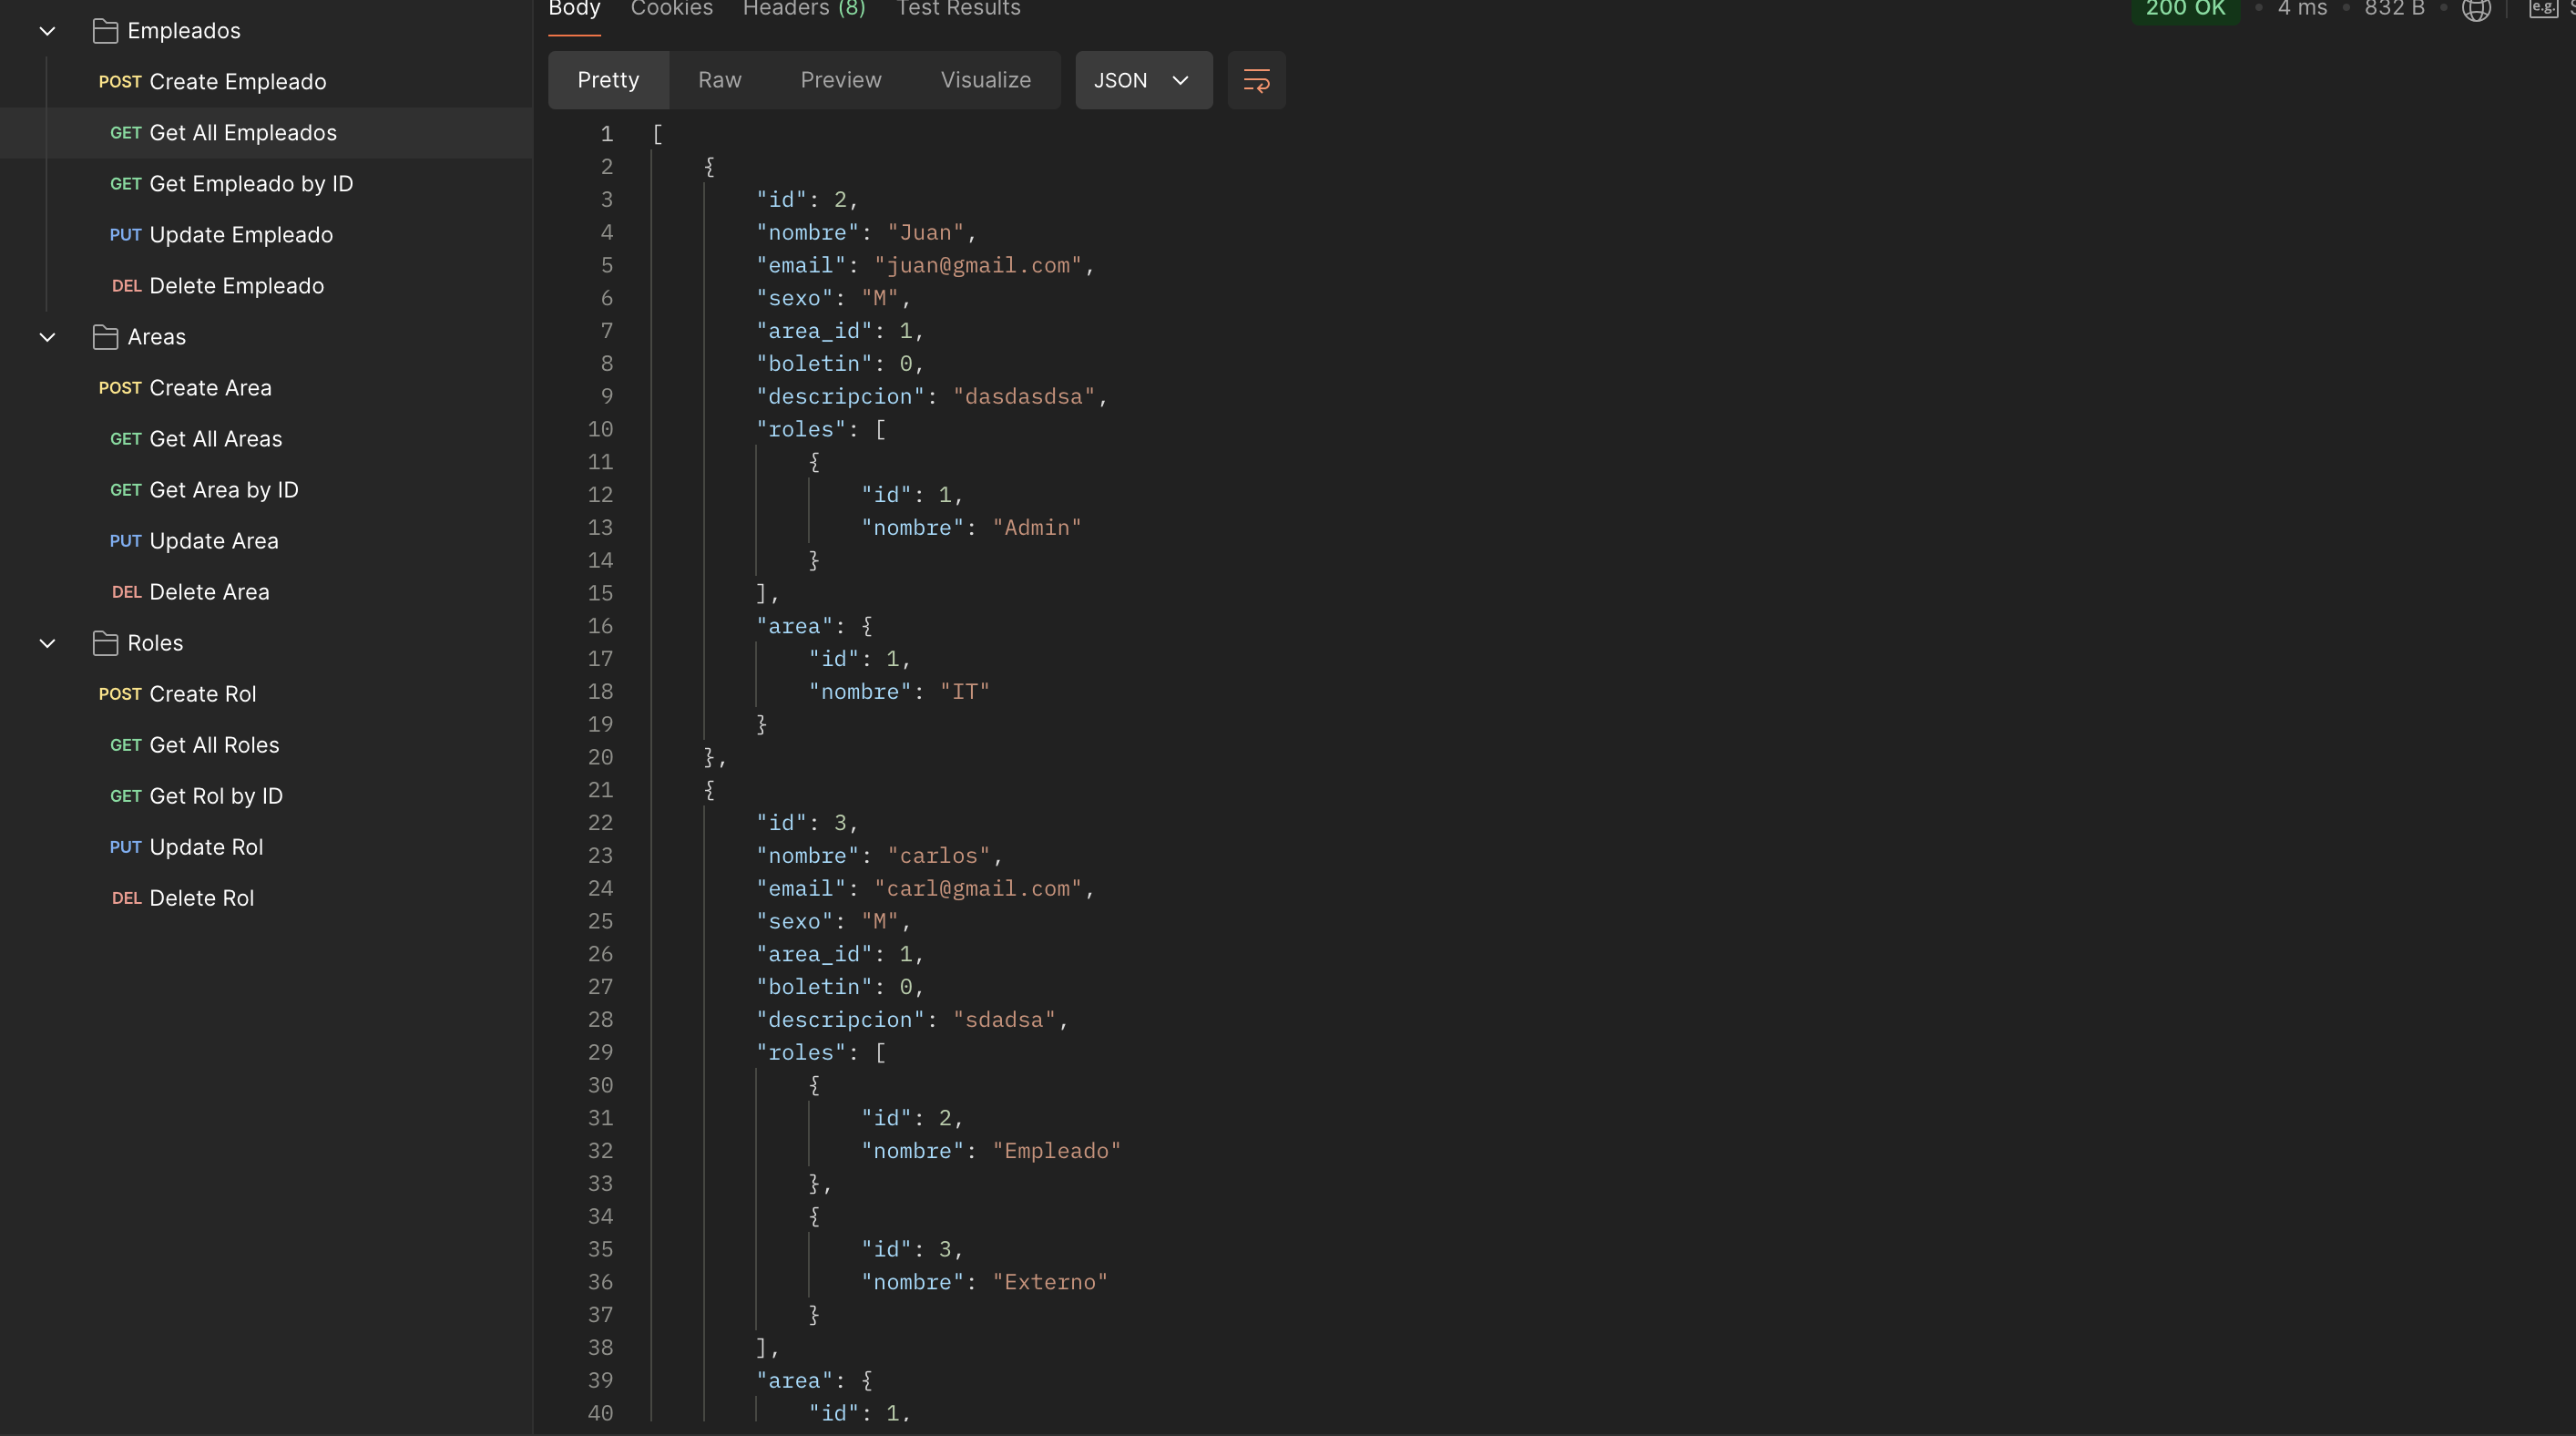 Empleados
POST Create Empleado
GET Get All Empleados
GET Get Empleado by ID
PUT Update Empleado
DEL Delete Empleado
Areas
POST Create Area
GET Get All Areas
GET Get Area by ID
PUT Update Area
DEL Delete Area
Roles
POST Create Rol
GET Get All Roles
GET Get Rol by ID
PUT Update Rol
DEL Delete Rol
Body Cookies Headers (8) Test Results 200 OK • 4 ms • 832 B • e.g.
Pretty Raw Preview Visualize JSON
1 [
2 {
3 "id": 2,
4 "nombre": "Juan",
5 "email": "juan@gmail.com",
6 "sexo": "M",
7 "area_id": 1,
8 "boletin": 0,
9 "descripcion": "dasdasdsa",
10 "roles": [
11 {
12 "id": 1,
13 "nombre": "Admin"
14 }
15 ],
16 "area": {
17 "id": 1,
18 "nombre": "IT"
19 }
20 },
21 {
22 "id": 3,
23 "nombre": "carlos",
24 "email": "carl@gmail.com",
25 "sexo": "M",
26 "area_id": 1,
27 "boletin": 0,
28 "descripcion": "sdadsa",
29 "roles": [
30 {
31 "id": 2,
32 "nombre": "Empleado"
33 },
34 {
35 "id": 3,
36 "nombre": "Externo"
37 }
38 ],
39 "area": {
40 "id": 1,